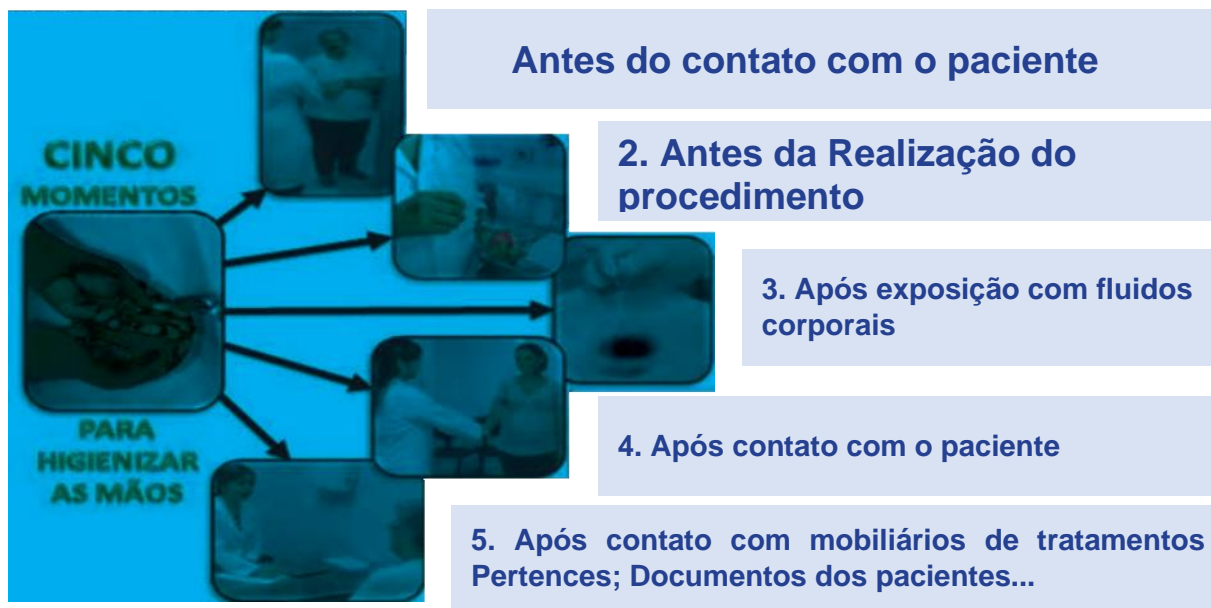 Antes do contato com o paciente
CINCO
MOMENTOS
2. Antes da Realização do
procedimento
3. Após exposição com fluidos
corporais
PARA
HIGIENIZAR
AS MÃOS
4. Após contato com o paciente
5. Após contato com mobiliários de tratamentos
Pertences; Documentos dos pacientes...